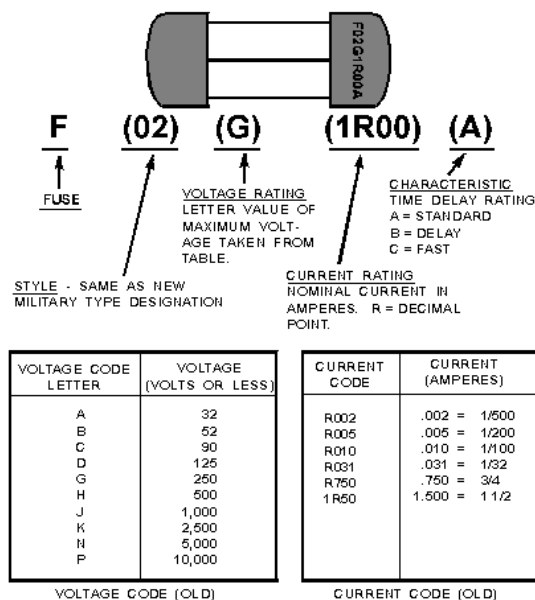 F02G1R00A
F (02) (G) (1R00) (A)
FUSE
VOLTAGE RATING
LETTER VALUE OF
MAXIMUM VOLT-
AGE TAKEN FROM
TABLE.
CHARACTERISTIC
TIME DELAY RATING
A = STANDARD
B = DELAY
C = FAST
STYLE - SAME AS NEW
MILITARY TYPE DESIGNATION
CURRENT RATING
NOMINAL CURRENT IN
AMPERES. R = DECIMAL
POINT.
VOLTAGE CODE LETTER VOLTAGE (VOLTS OR LESS)
A 32
B 52
C 90
D 125
G 250
H 500
J 1,000
K 2,500
N 5,000
P 10,000
VOLTAGE CODE (OLD)
CURRENT CODE CURRENT (AMPERES)
R002 .002 = 1/500
R005 .005 = 1/200
R010 .010 = 1/100
R031 .031 = 1/32
R750 .750 = 3/4
1R50 1.500 = 1 1/2
CURRENT CODE (OLD)